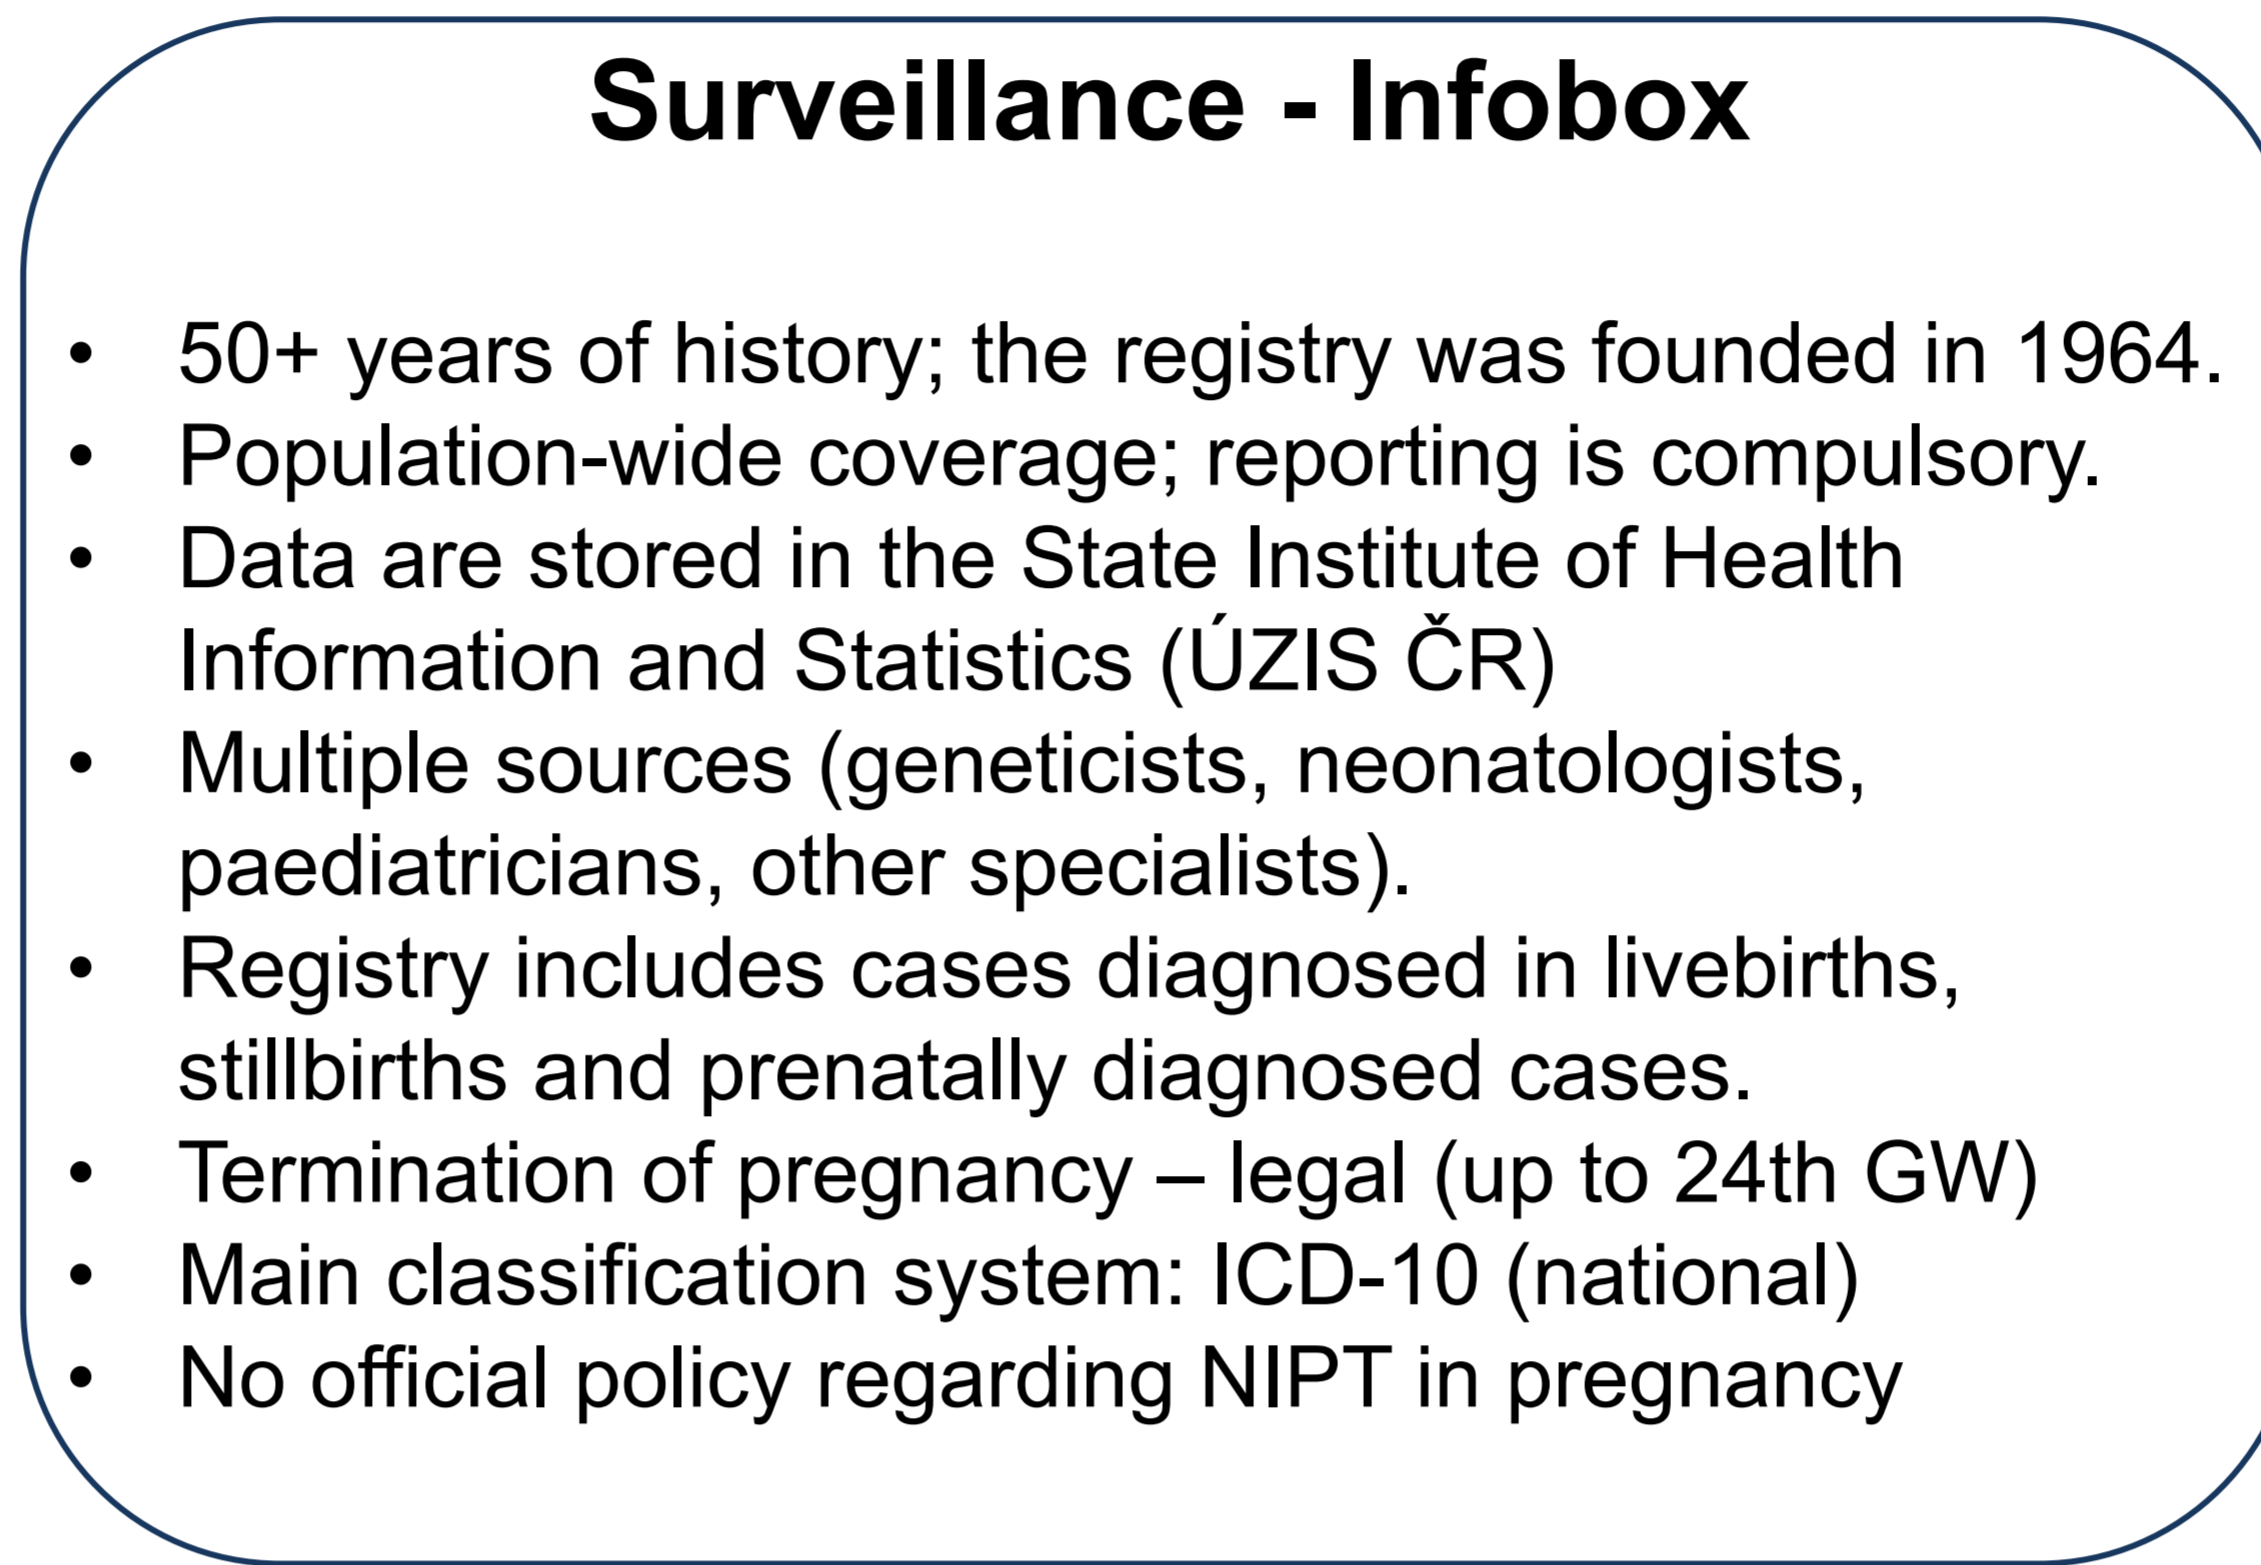 Surveillance - Infobox
• 50+ years of history; the registry was founded in 1964.
• Population-wide coverage; reporting is compulsory.
• Data are stored in the State Institute of Health
Information and Statistics (ÚZIS ČR)
• Multiple sources (geneticists, neonatologists,
paediatricians, other specialists).
• Registry includes cases diagnosed in livebirths,
stillbirths and prenatally diagnosed cases.
• Termination of pregnancy – legal (up to 24th GW)
• Main classification system: ICD-10 (national)
• No official policy regarding NIPT in pregnancy